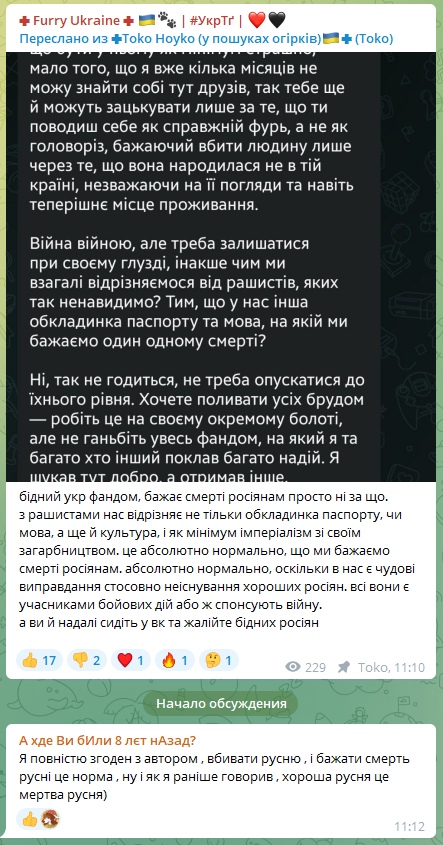 ✚ Furry Ukraine ✚ 🇺🇦🐾 | #УкрТґ | ❤️🖤
Переслано из ✚Toko Hoyko (у пошуках огірків)🇺🇦✚ (Toko)
мало того, що я вже кілька місяців не
можу знайти собі тут друзів, так тебе ще
й можуть зацькувати лише за те, що ти
поводиш себе як справжній фурь, а не як
головоріз, бажаючий вбити людину лише
через те, що вона народилася не в тій
країні, незважаючи на її погляди та навіть
теперішнє місце проживання.
Війна війною, але треба залишатися
при своєму глузді, інакше чим ми
взагалі відрізняємося від рашистів, яких
так ненавидимо? Тим, що у нас інша
обкладинка паспорту та мова, на якій ми
бажаємо один одному смерті?
Ні, так не годиться, не треба опускатися до
їхнього рівня. Хочете поливати усіх брудом
— робіть це на своєму окремому болоті,
але не ганьбіть увесь фандом, на який я та
багато хто інший поклав багато надій. Я
шукав тут добро, а отримав інше.
бідний укр фандом, бажає смерті росіянам просто ні за що.
з рашистами нас відрізняє не тільки обкладинка паспорту, чи
мова, а ще й культура, і як мінімум імперіалізм зі своїм
загарбництвом. це абсолютно нормально, що ми бажаємо
смерті росіянам. абсолютно нормально, оскільки в нас є чудові
виправдання стосовно неіснування хороших росіян. всі вони є
учасниками бойових дій або ж спонсують війну.
а ви й надалі сидіть у вк та жалійте бідних росіян
👍 17 👎 2 ❤️ 1 🔥 1 🤔 1
229 Toko, 11:10
Начало обсуждения
А хде Ви бИли 8 лєт нАзад?
Я повністю згоден з автором , вбивати русню , і бажати смерть
русні це норма , ну і як я раніше говорив , хороша русня це
мертва русня)
👍
11:12